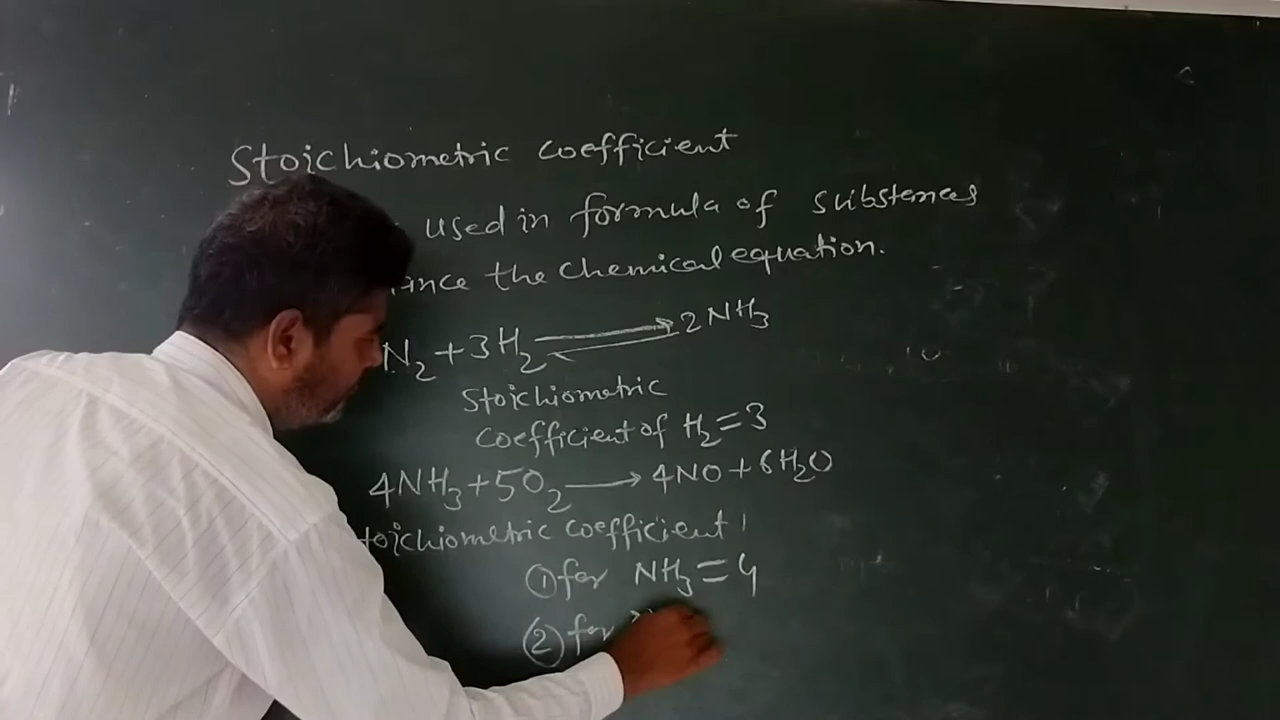 Stoichiometric coefficient
used in formula of substances
the chemical equation.
N₂+3H₂ ⇌ 2NH₃
Stoichiometric
Coefficient of H₂=3
4NH₃+5O₂ → 4NO+6H₂O
toichiometric coefficient
① for NH₃=4
② for